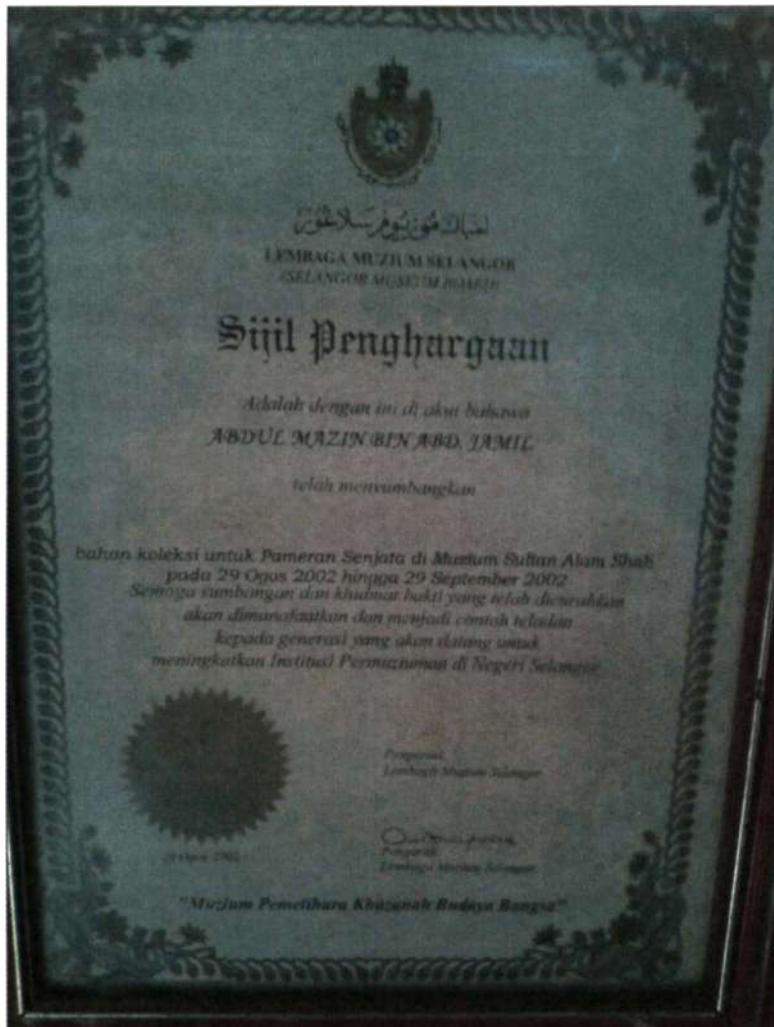 لمباݢ موزيوم سلاڠور
LEMBAGA MUZIUM SELANGOR
(SELANGOR MUSEUM BOARD)
Sijil Penghargaan
Adalah dengan ini di akui bahawa
ABDUL MAZIN BIN ABD. JAMIL
telah menyumbangkan
bahan koleksi untuk Pameran Senjata di Muzium Sultan Alam Shah
pada 29 Ogos 2002 hingga 29 September 2002
Semoga sumbangan dan khidmat bakti yang telah dicurahkan
akan dimanafaatkan dan menjadi contoh teladan
kepada generasi yang akan datang untuk
meningkatkan Institusi Permuziuman di Negeri Selangor
Pengerusi
Lembaga Muzium Selangor
Pengarah
Lembaga Muzium Selangor
"Muzium Pemelihara Khazanah Budaya Bangsa"